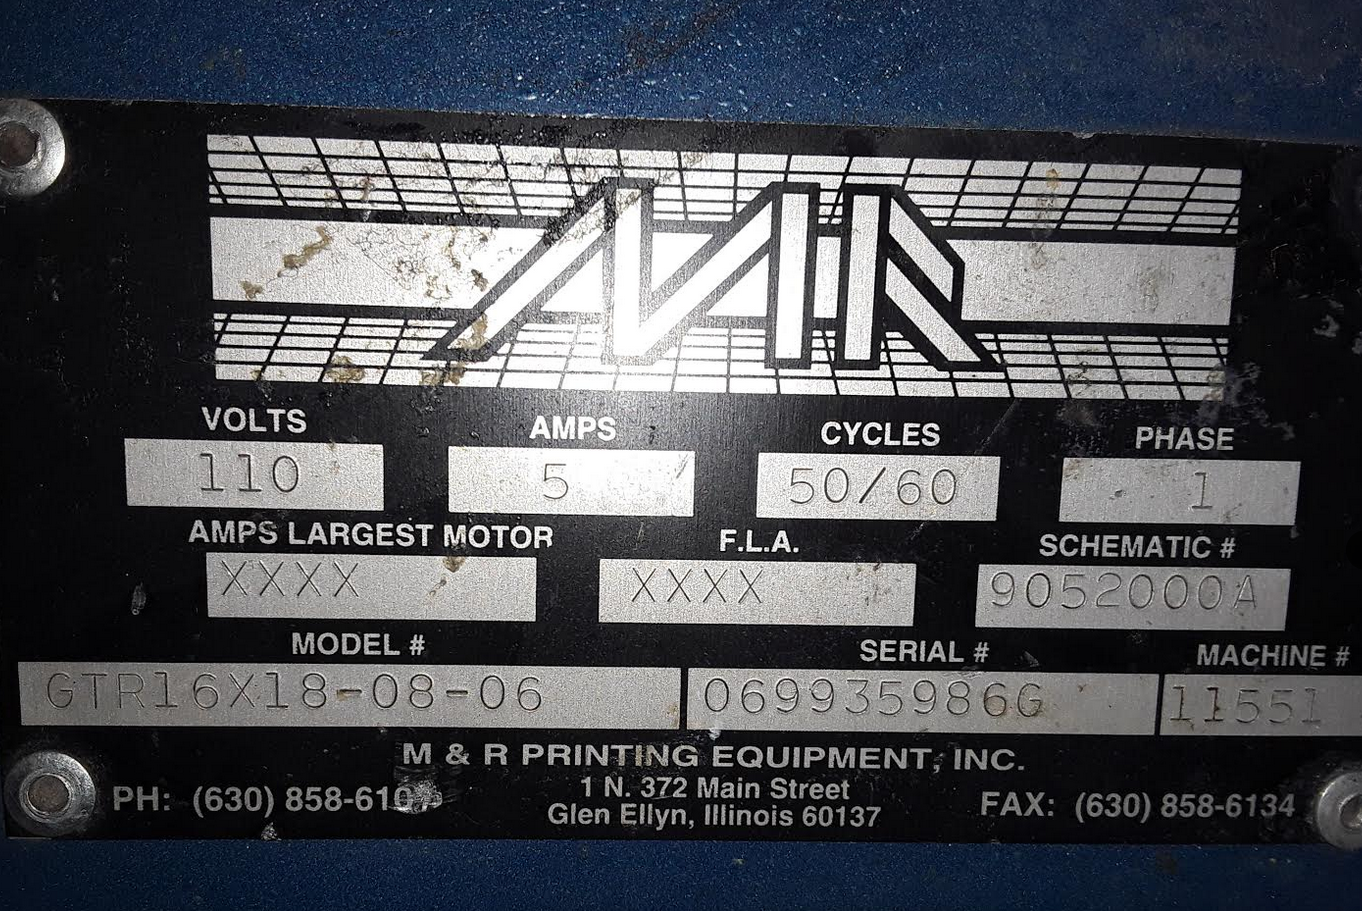 MR
VOLTS AMPS CYCLES PHASE
110 5 50/60 1
AMPS LARGEST MOTOR F.L.A. SCHEMATIC #
XXXX XXXX 9052000A
MODEL # SERIAL # MACHINE #
GTR16X18-08-06 069935986G 11551
M & R PRINTING EQUIPMENT, INC.
1 N. 372 Main Street
PH: (630) Glen Ellyn, Illinois 60137 FAX: (630) 858-6134